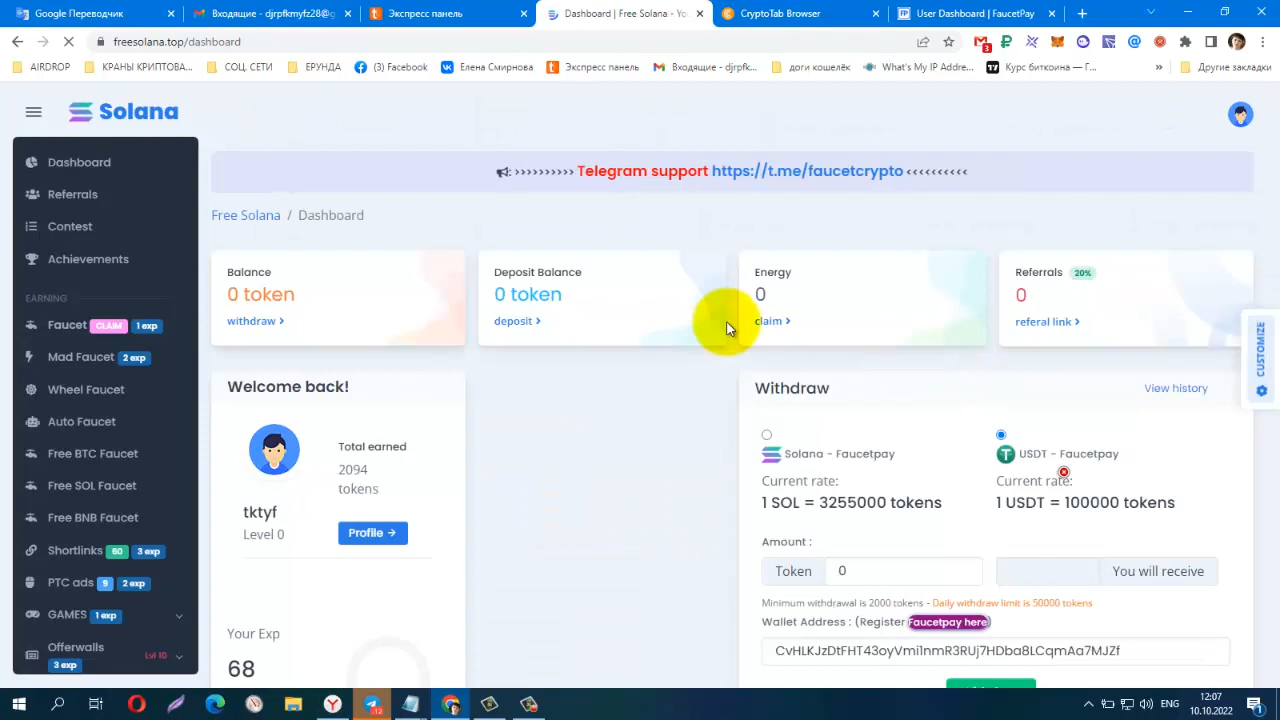 Google Переводчик
Входящие - djrpfkmyfz28@g
Экспресс панель
Dashboard | Free Solana - Yo
CryptoTab Browser
User Dashboard | FaucetPay
freesolana.top/dashboard
3
AIRDROP
КРАНЫ КРИПТОВА...
СОЦ. СЕТИ
ЕРУНДА
(3) Facebook
Елена Смирнова
Экспресс панель
Входящие - djrpfk...
доги кошелёк
What's My IP Addre...
Курс биткоина — Г...
»
Другие закладки
Solana
>>>>>>>>>> Telegram support https://t.me/faucetcrypto <<<<<<<<<<
Free Solana / Dashboard
Dashboard
Referrals
Contest
Achievements
EARNING
Faucet CLAIM 1 exp
Mad Faucet 2 exp
Wheel Faucet
Auto Faucet
Free BTC Faucet
Free SOL Faucet
Free BNB Faucet
Shortlinks 60 3 exp
PTC ads 9 2 exp
GAMES 1 exp
Offerwalls Lvl 10
3 exp
Balance
0 token
withdraw >
Deposit Balance
0 token
deposit >
Energy
0
claim >
Referrals 20%
0
referal link >
CUSTOMIZE
Welcome back!
Total earned
2094
tokens
tktyf
Level 0
Profile →
Your Exp
68
Withdraw
View history
Solana - Faucetpay
Current rate:
1 SOL = 3255000 tokens
USDT - Faucetpay
Current rate:
1 USDT = 100000 tokens
Amount :
Token 0
You will receive
Minimum withdrawal is 2000 tokens - Daily withdraw limit is 50000 tokens
Wallet Address : (Register Faucetpay here)
CvHLKJzDtFHT43oyVmi1nmR3RUj7HDba8LCqmAa7MJZf
12
ENG
12:07
10.10.2022
1